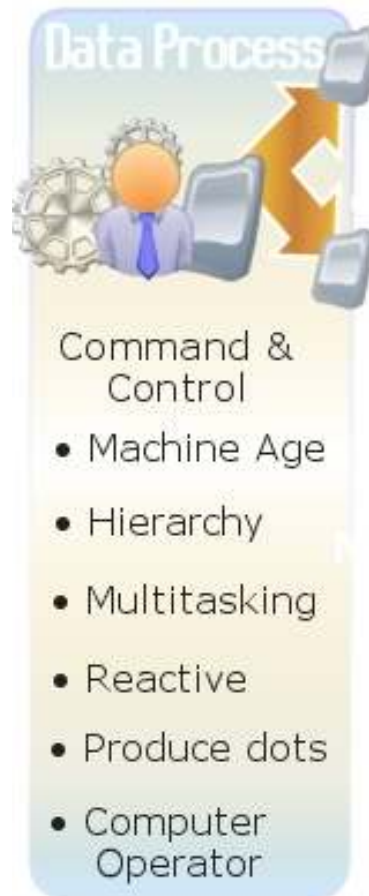 Data Process
Command &
Control
• Machine Age
• Hierarchy
• Multitasking
• Reactive
• Produce dots
• Computer
Operator